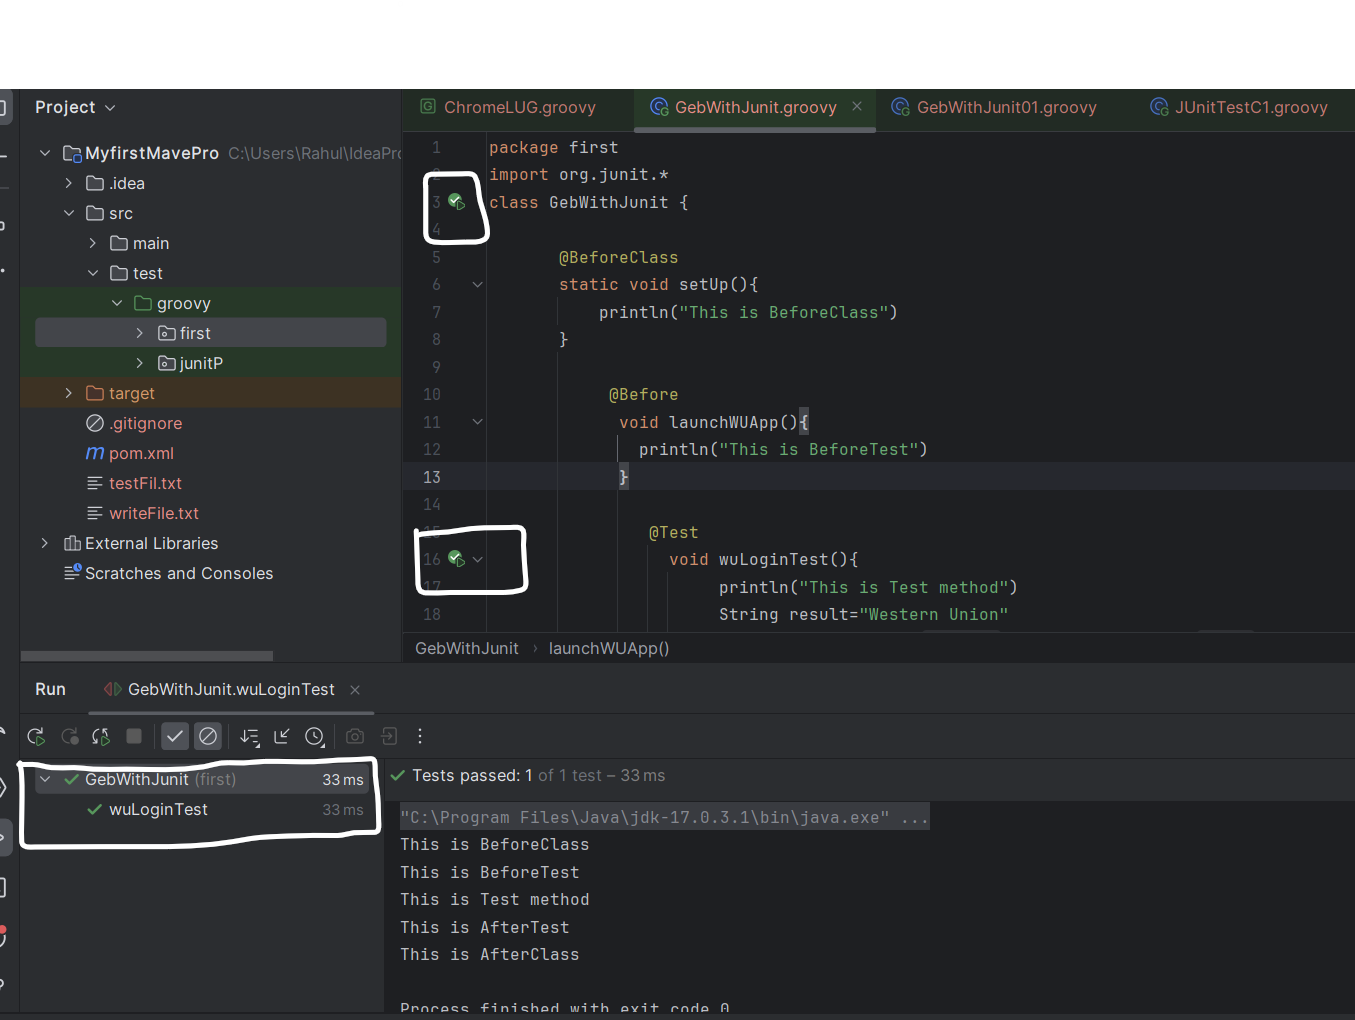 Project
MyfirstMavePro C:\Users\Rahul\IdeaPro
.idea
src
main
test
groovy
first
junitP
target
.gitignore
pom.xml
testFil.txt
writeFile.txt
External Libraries
Scratches and Consoles
ChromeLUG.groovy GebWithJunit.groovy GebWithJunit01.groovy JUnitTestC1.groovy
1 package first
2 import org.junit.*
3 class GebWithJunit {
4
5 @BeforeClass
6 static void setUp(){
7 println("This is BeforeClass")
8 }
9
10 @Before
11 void launchWUApp(){
12 println("This is BeforeTest")
13 }
14
15 @Test
16 void wuLoginTest(){
17 println("This is Test method")
18 String result="Western Union"
GebWithJunit › launchWUApp()
Run GebWithJunit.wuLoginTest
GebWithJunit (first) 33 ms
wuLoginTest 33 ms
Tests passed: 1 of 1 test – 33 ms
"C:\Program Files\Java\jdk-17.0.3.1\bin\java.exe" ...
This is BeforeClass
This is BeforeTest
This is Test method
This is AfterTest
This is AfterClass
Process finished with exit code 0